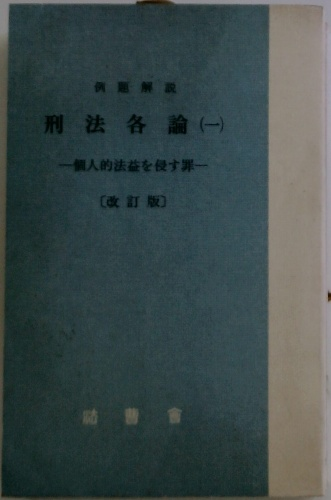 例題解説
刑法各論(一)
―個人的法益を侵す罪―
〔改訂版〕
法曹會